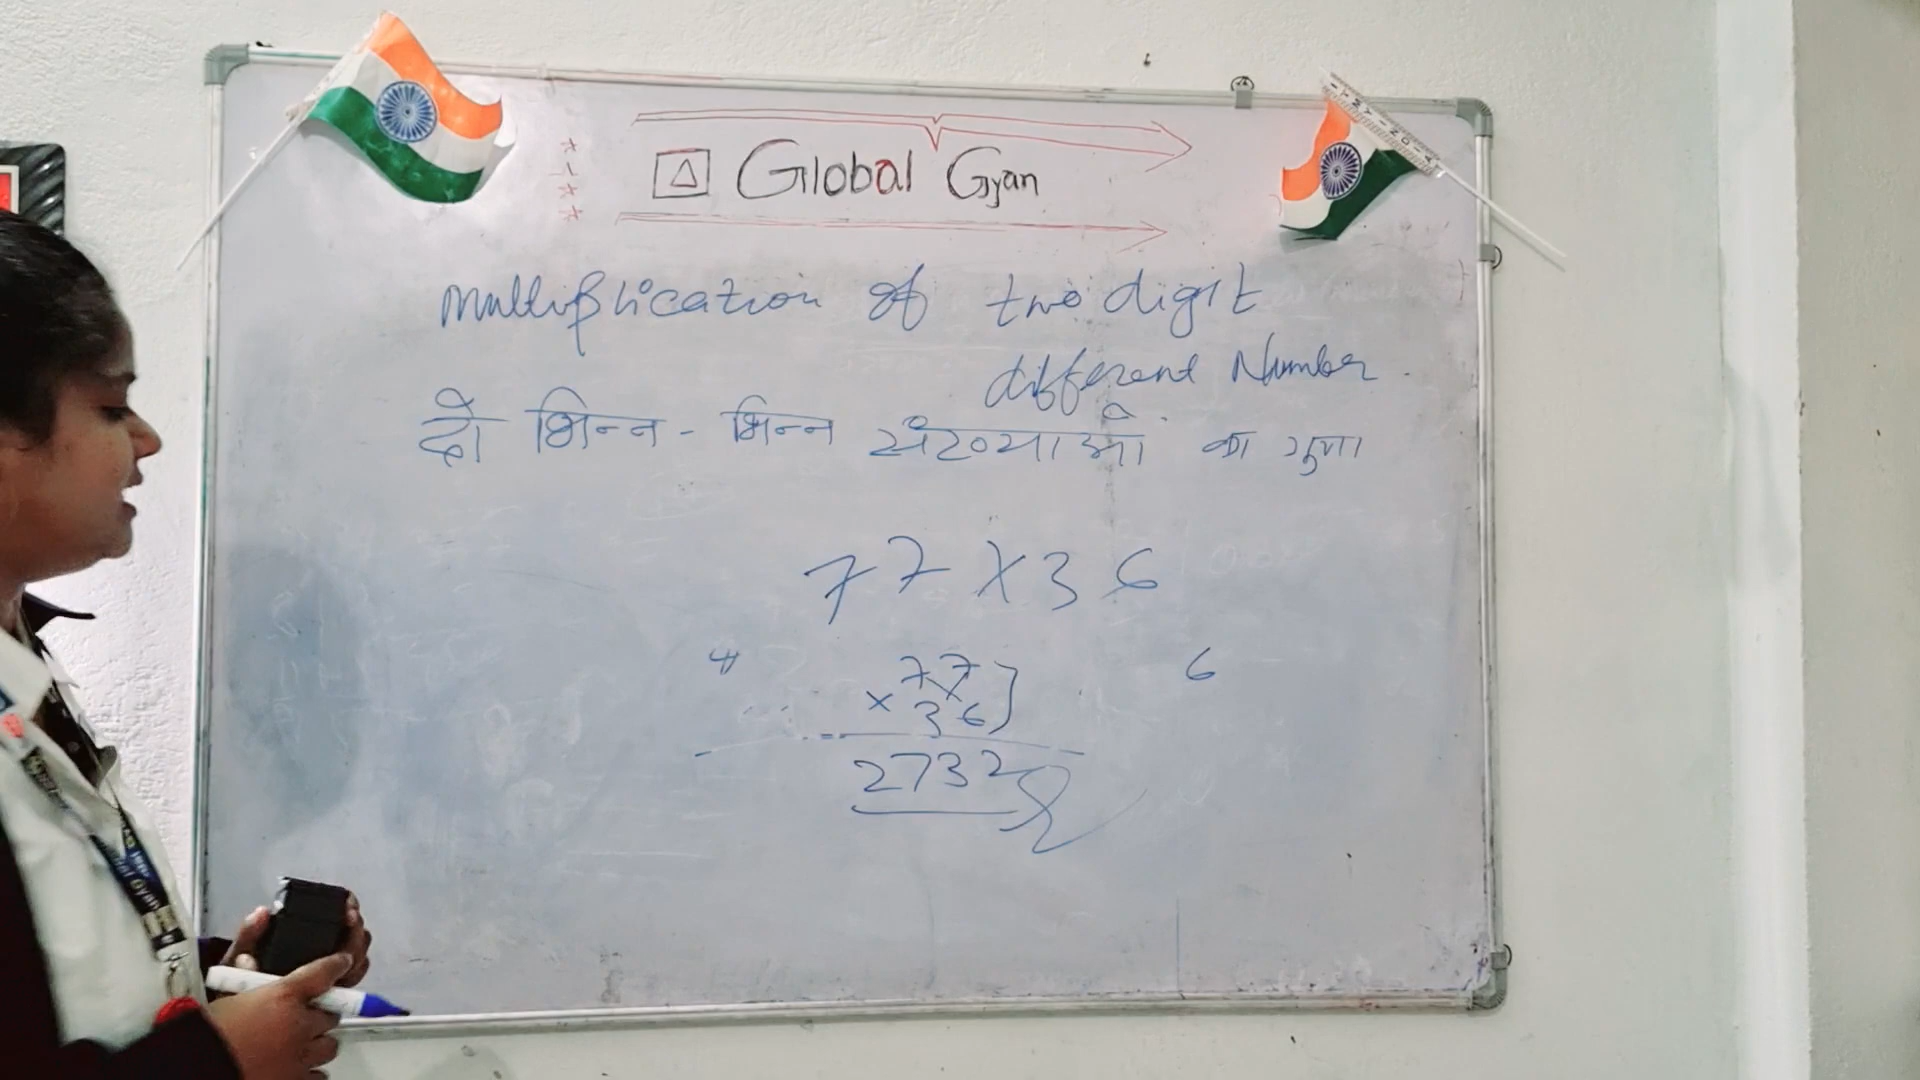 Global Gyan
multiplication of two digit
different Number.
दो भिन्न - भिन्न संख्याओं का गुणा
77 X 36
4 77 6
× 36
2732